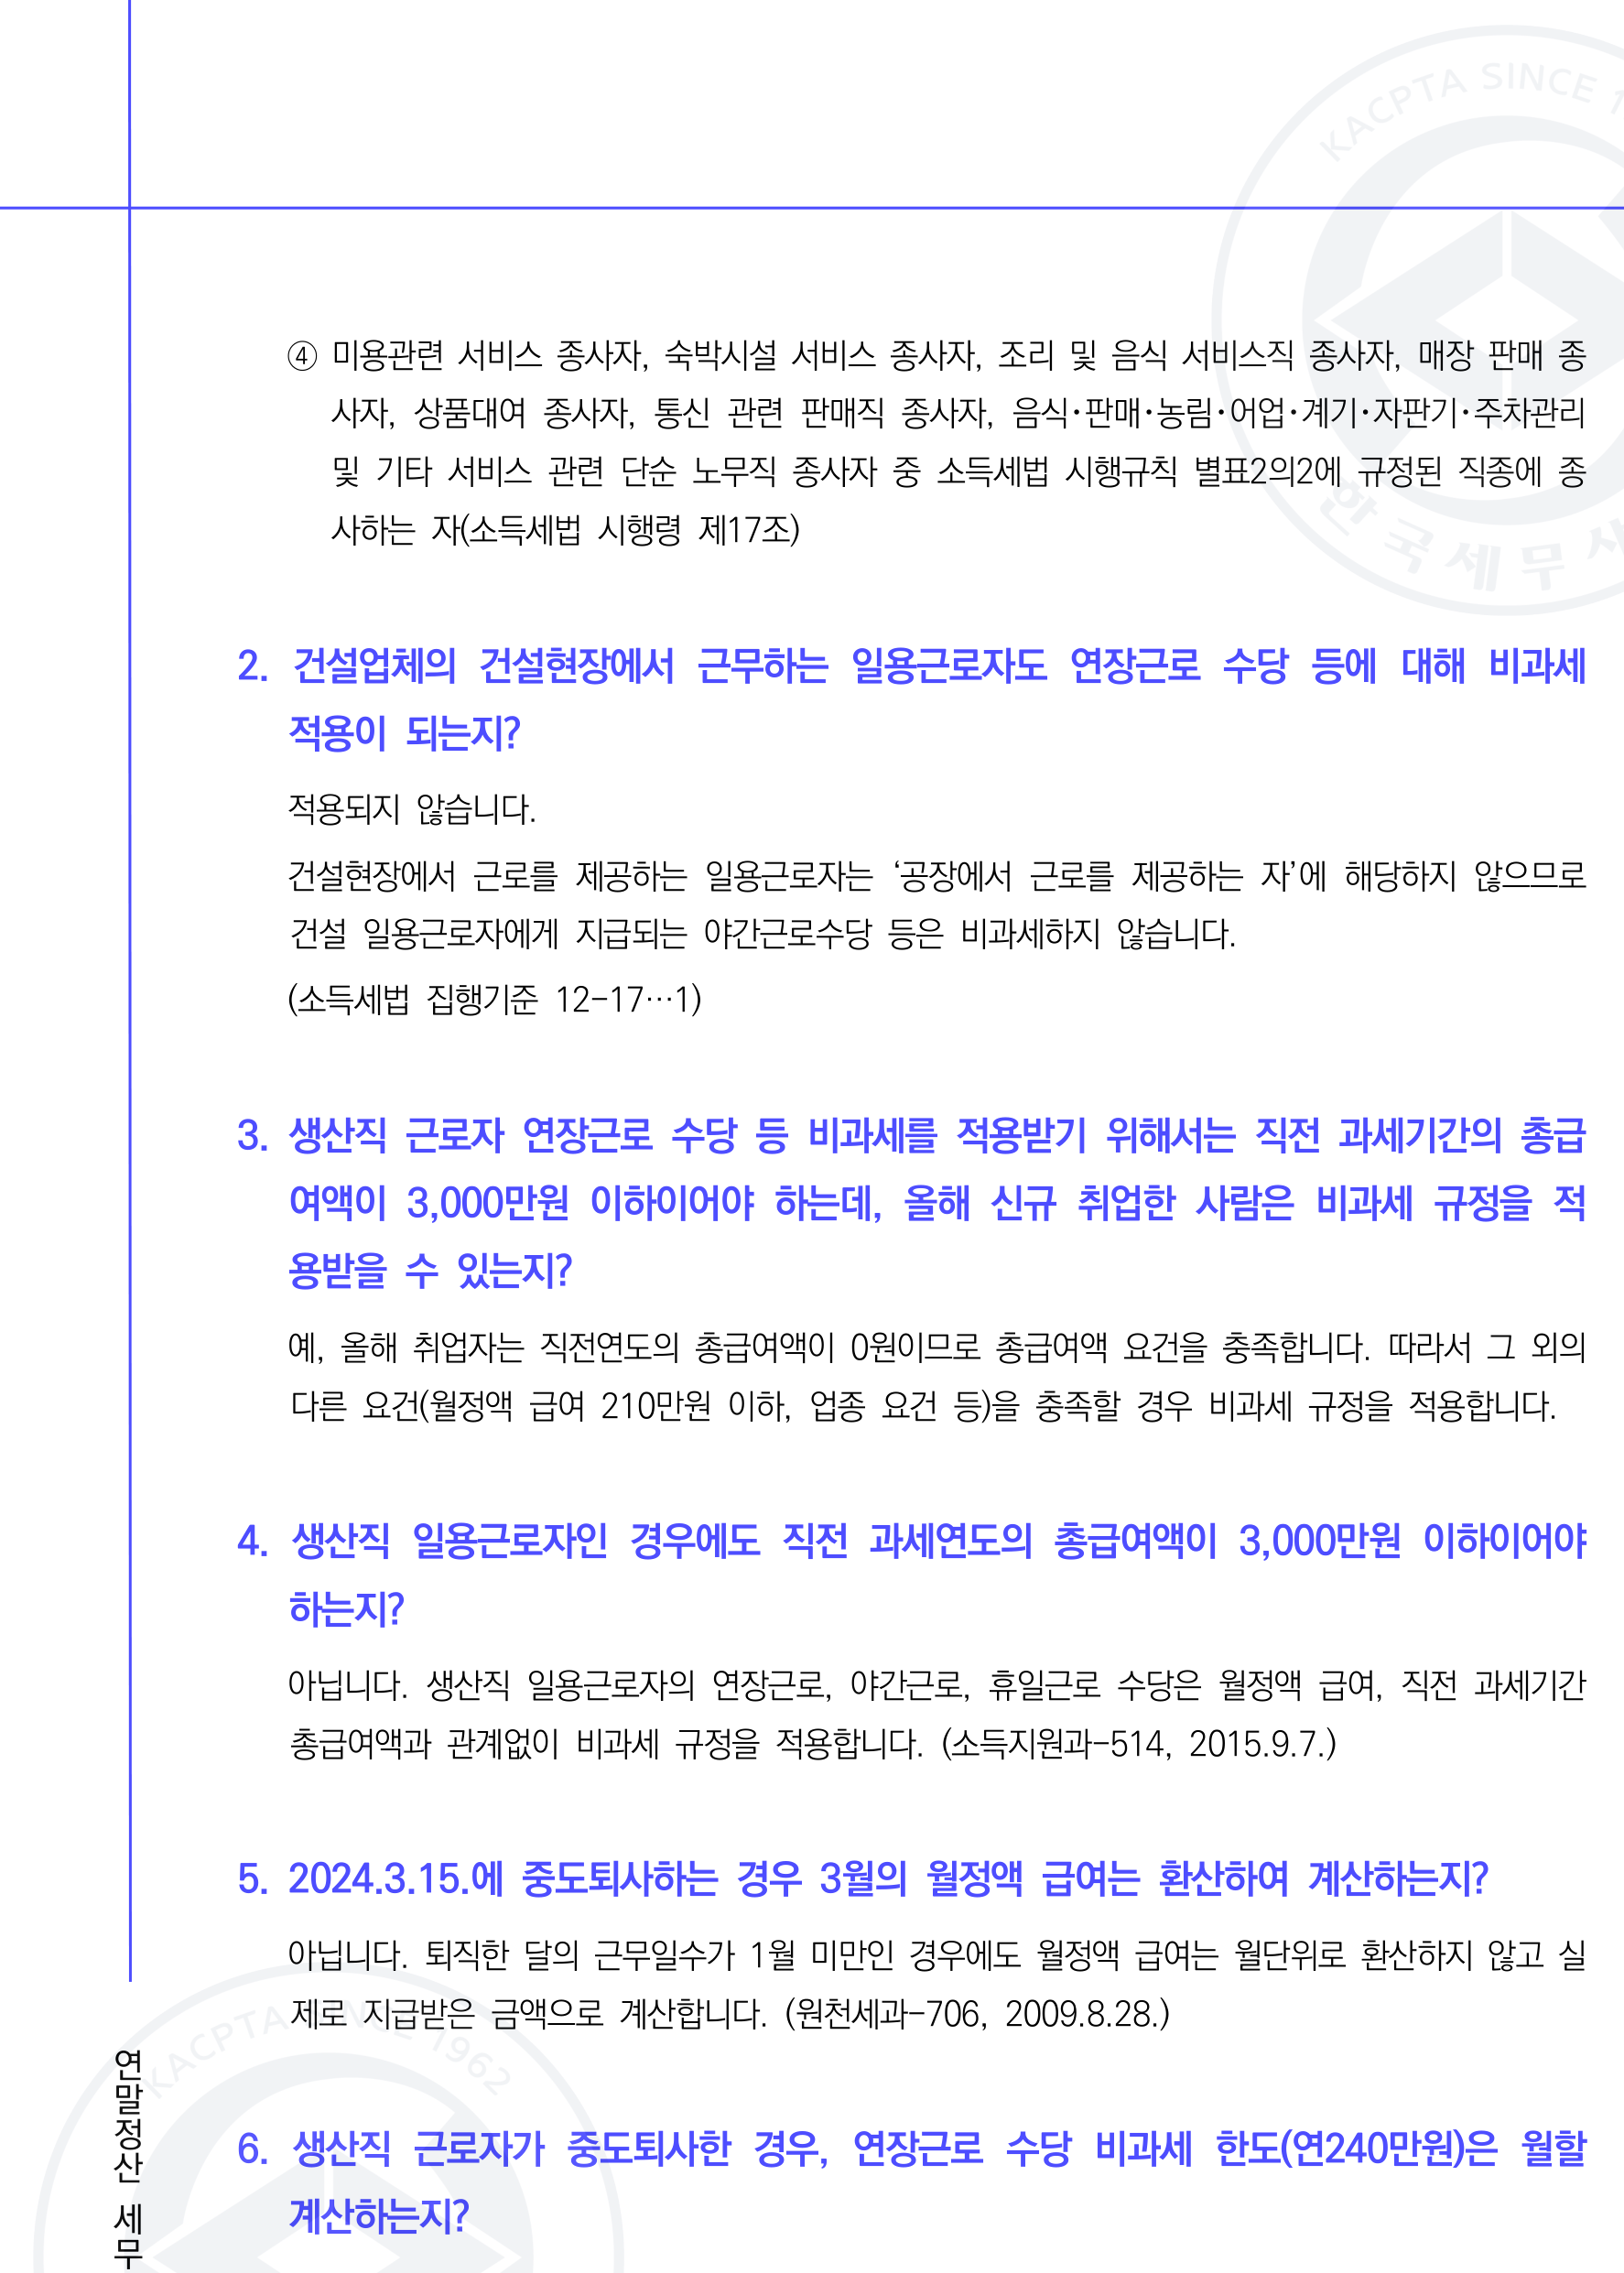 KACPTA SINCE 1
한국세무사
④ 미용관련 서비스 종사자, 숙박시설 서비스 종사자, 조리 및 음식 서비스직 종사자, 매장 판매 종
사자, 상품대여 종사자, 통신 관련 판매직 종사자, 음식·판매·농림·어업·계기·자판기·주차관리
및 기타 서비스 관련 단순 노무직 종사자 중 소득세법 시행규칙 별표2의2에 규정된 직종에 종
사하는 자(소득세법 시행령 제17조)
2. 건설업체의 건설현장에서 근무하는 일용근로자도 연장근로 수당 등에 대해 비과세
적용이 되는지?
적용되지 않습니다.
건설현장에서 근로를 제공하는 일용근로자는 ‘공장에서 근로를 제공하는 자’에 해당하지 않으므로
건설 일용근로자에게 지급되는 야간근로수당 등은 비과세하지 않습니다.
(소득세법 집행기준 12-17…1)
3. 생산직 근로자 연장근로 수당 등 비과세를 적용받기 위해서는 직전 과세기간의 총급
여액이 3,000만원 이하이어야 하는데, 올해 신규 취업한 사람은 비과세 규정을 적
용받을 수 있는지?
예, 올해 취업자는 직전연도의 총급여액이 0원이므로 총급여액 요건을 충족합니다. 따라서 그 외의
다른 요건(월정액 급여 210만원 이하, 업종 요건 등)을 충족할 경우 비과세 규정을 적용합니다.
4. 생산직 일용근로자인 경우에도 직전 과세연도의 총급여액이 3,000만원 이하이어야
하는지?
아닙니다. 생산직 일용근로자의 연장근로, 야간근로, 휴일근로 수당은 월정액 급여, 직전 과세기간
총급여액과 관계없이 비과세 규정을 적용합니다. (소득지원과-514, 2015.9.7.)
5. 2024.3.15.에 중도퇴사하는 경우 3월의 월정액 급여는 환산하여 계산하는지?
아닙니다. 퇴직한 달의 근무일수가 1월 미만인 경우에도 월정액 급여는 월단위로 환산하지 않고 실
제로 지급받은 금액으로 계산합니다. (원천세과-706, 2009.8.28.)
KACPTA SINCE 1962
6. 생산직 근로자가 중도퇴사한 경우, 연장근로 수당 비과세 한도(연240만원)은 월할
계산하는지?
연말정산 세무